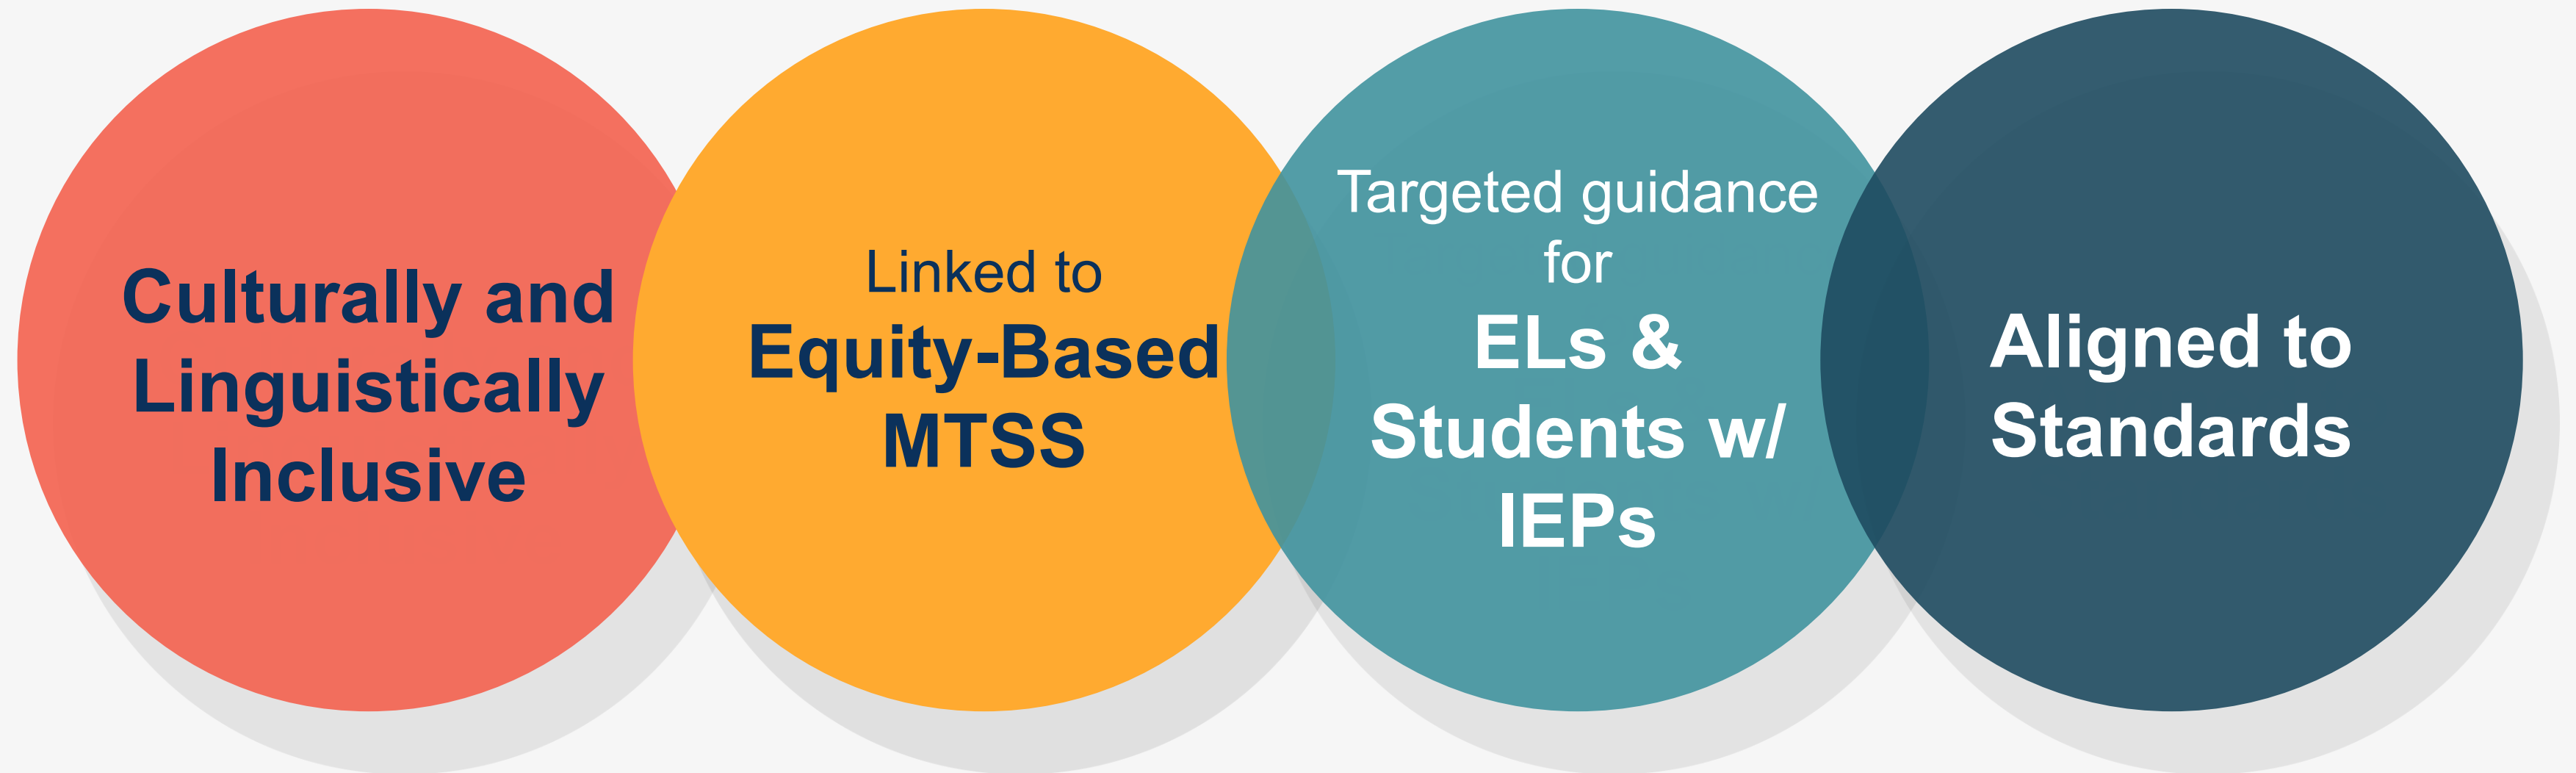 Culturally and
Linguistically
Inclusive
Linked to
Equity-Based
MTSS
Targeted guidance
for
ELs &
Students w/
IEPs
Aligned to
Standards